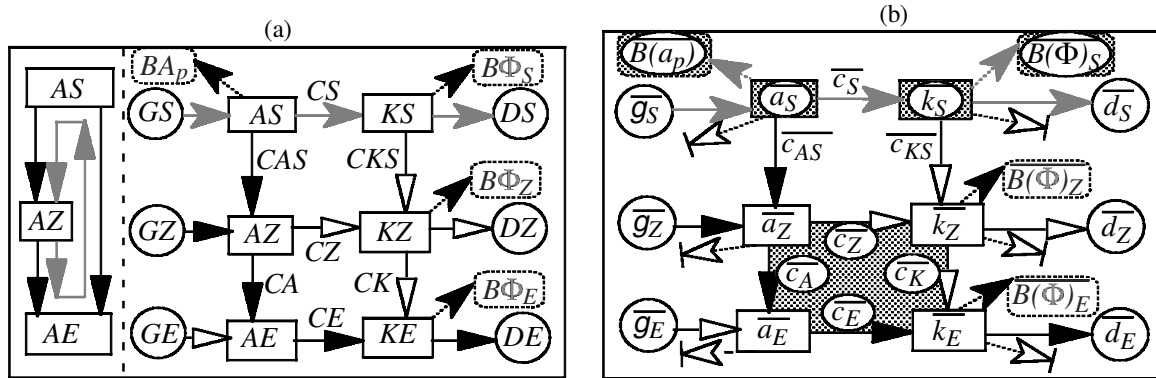 (a)
(b)
AS
AZ
AE
BAₚ
BΦ_S
GS
AS
CS
KS
DS
CAS
CKS
BΦ_Z
GZ
AZ
CZ
KZ
DZ
CA
CK
BΦ_E
GE
AE
CE
KE
DE
B(aₚ)‾
B(Φ)_S‾
g_S‾
a_S‾
c_S‾
k_S‾
d_S‾
c_AS‾
c_KS‾
B(Φ)_Z‾
g_Z‾
a_Z‾
c_Z‾
k_Z‾
d_Z‾
c_A‾
c_K‾
B(Φ)_E‾
g_E‾
a_E‾
c_E‾
k_E‾
d_E‾